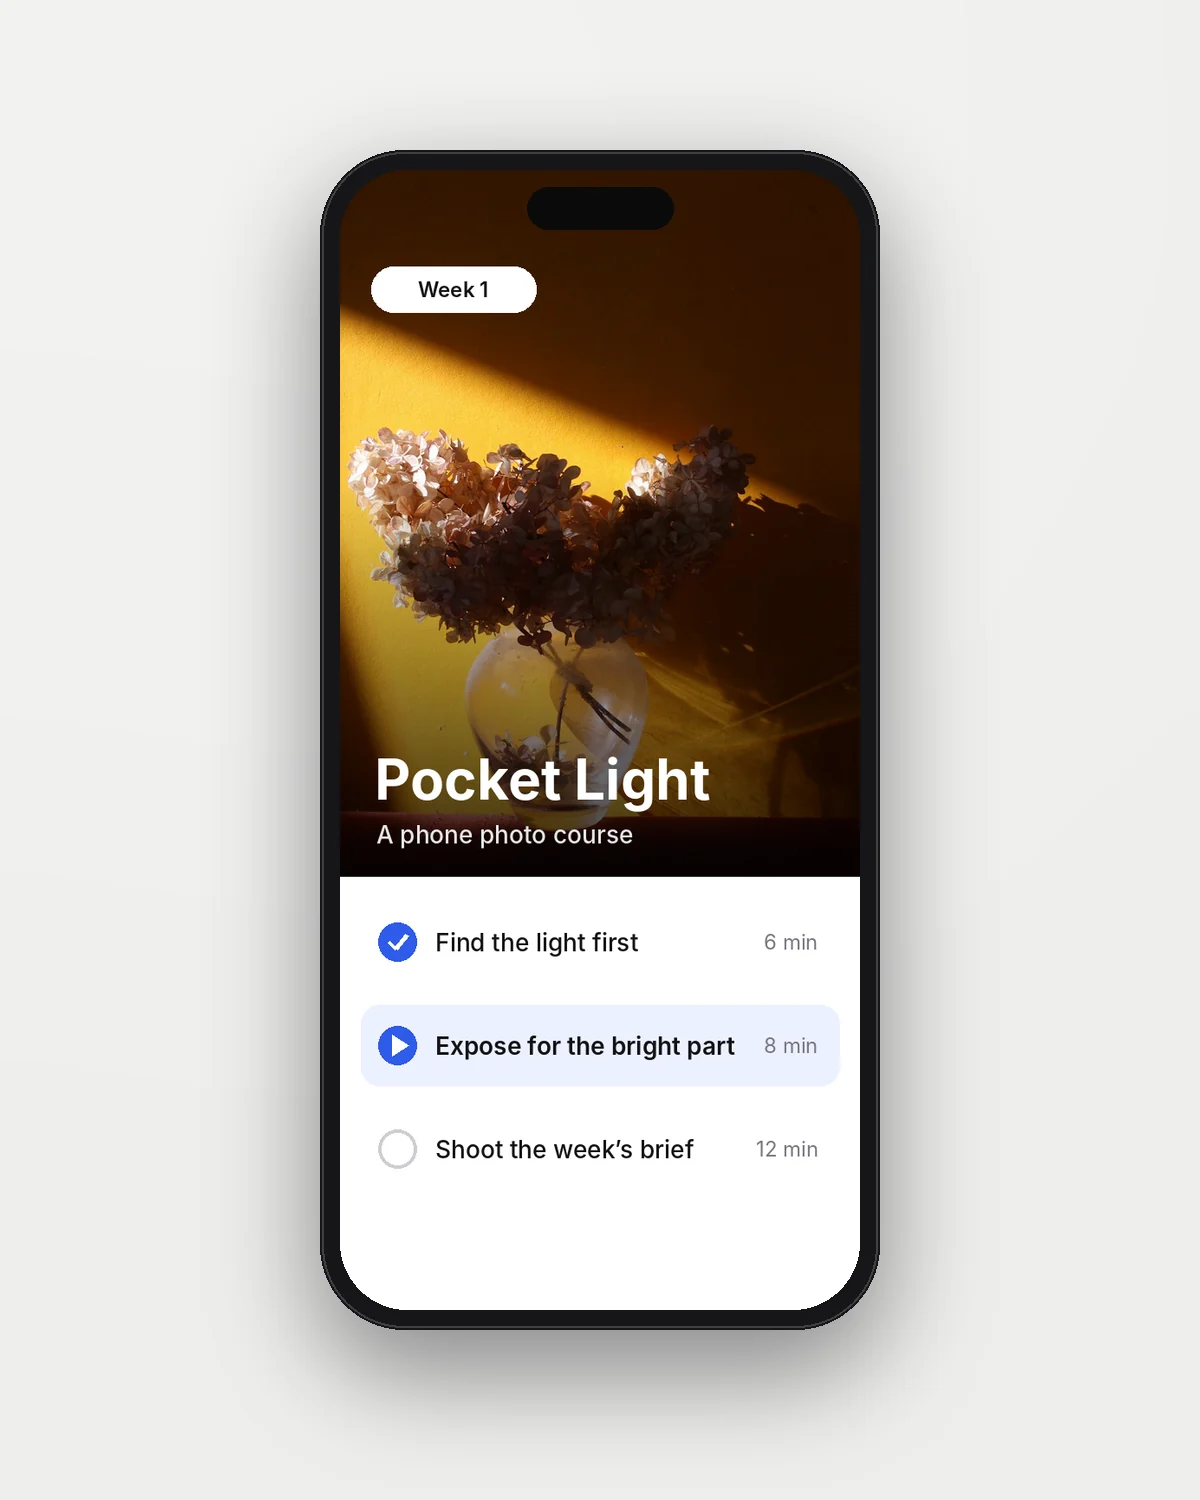 Week 1
Pocket Light
A phone photo course
Find the light first 6 min
Expose for the bright part 8 min
Shoot the week’s brief 12 min